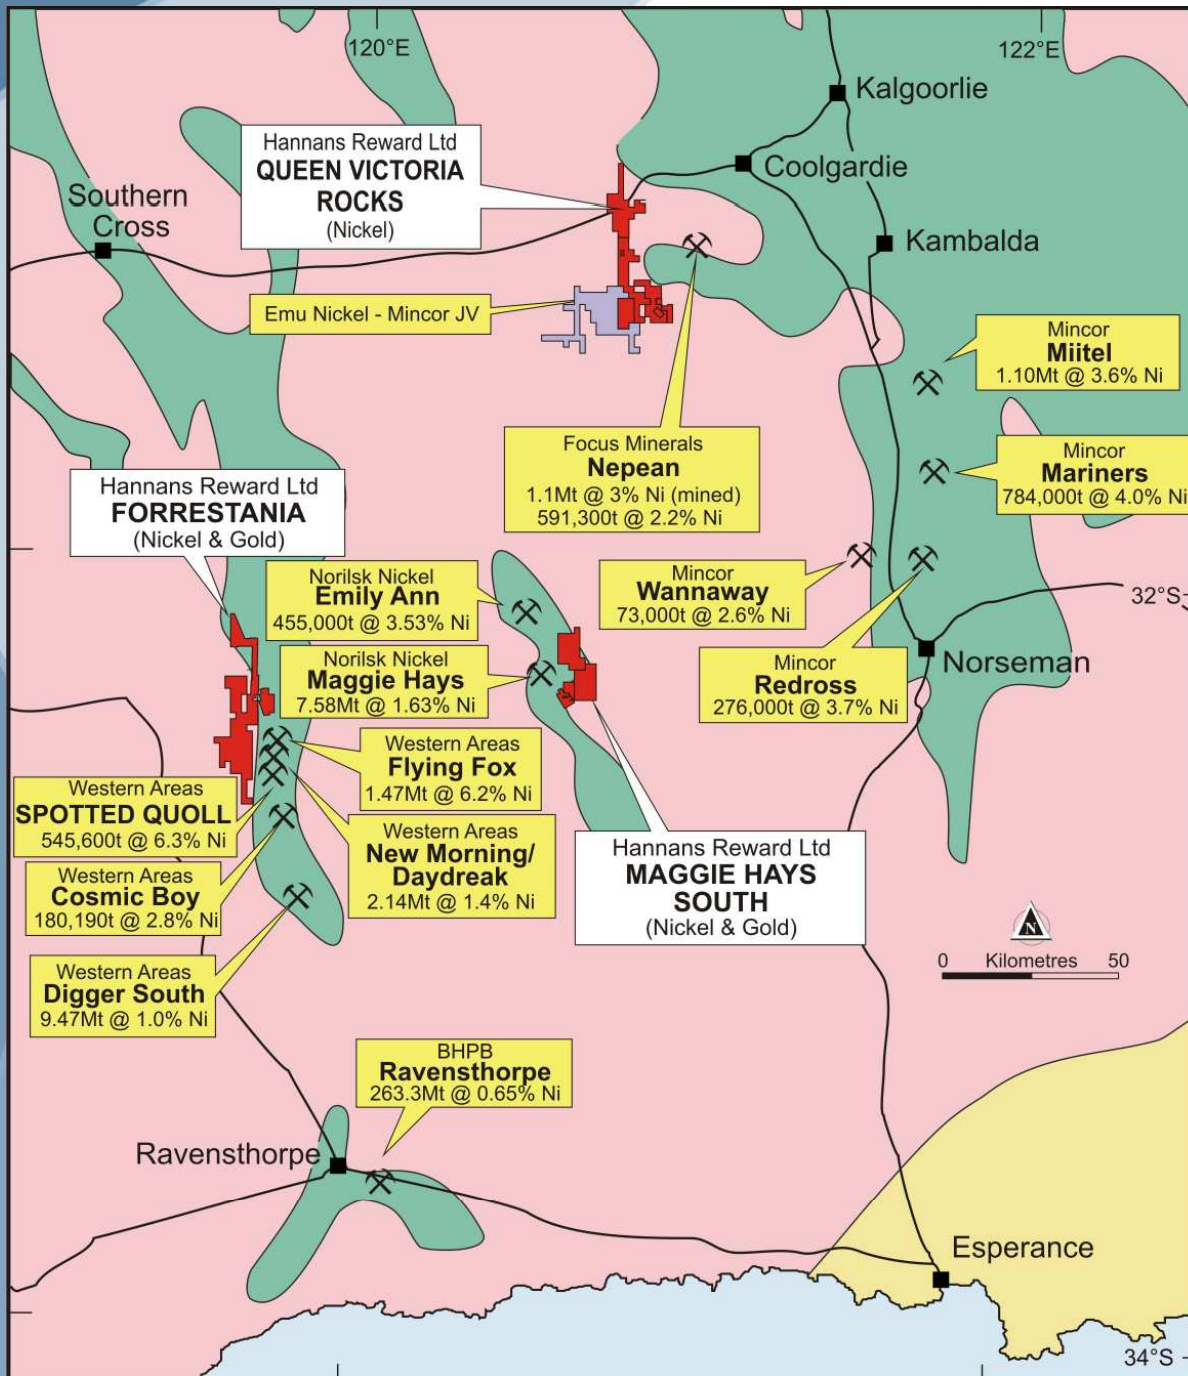 120°E
122°E
Kalgoorlie
Hannans Reward Ltd
QUEEN VICTORIA
ROCKS
(Nickel)
Coolgardie
Southern
Cross
Kambalda
Emu Nickel - Mincor JV
Mincor
Miitel
1.10Mt @ 3.6% Ni
Focus Minerals
Nepean
1.1Mt @ 3% Ni (mined)
591,300t @ 2.2% Ni
Mincor
Mariners
784,000t @ 4.0% Ni
Hannans Reward Ltd
FORRESTANIA
(Nickel & Gold)
Norilsk Nickel
Emily Ann
455,000t @ 3.53% Ni
Mincor
Wannaway
73,000t @ 2.6% Ni
32°S
Norilsk Nickel
Maggie Hays
7.58Mt @ 1.63% Ni
Mincor
Redross
276,000t @ 3.7% Ni
Norseman
Western Areas
Flying Fox
1.47Mt @ 6.2% Ni
Western Areas
SPOTTED QUOLL
545,600t @ 6.3% Ni
Western Areas
New Morning/
Daydreak
2.14Mt @ 1.4% Ni
Hannans Reward Ltd
MAGGIE HAYS
SOUTH
(Nickel & Gold)
Western Areas
Cosmic Boy
180,190t @ 2.8% Ni
N
0 Kilometres 50
Western Areas
Digger South
9.47Mt @ 1.0% Ni
BHPB
Ravensthorpe
263.3Mt @ 0.65% Ni
Ravensthorpe
Esperance
34°S